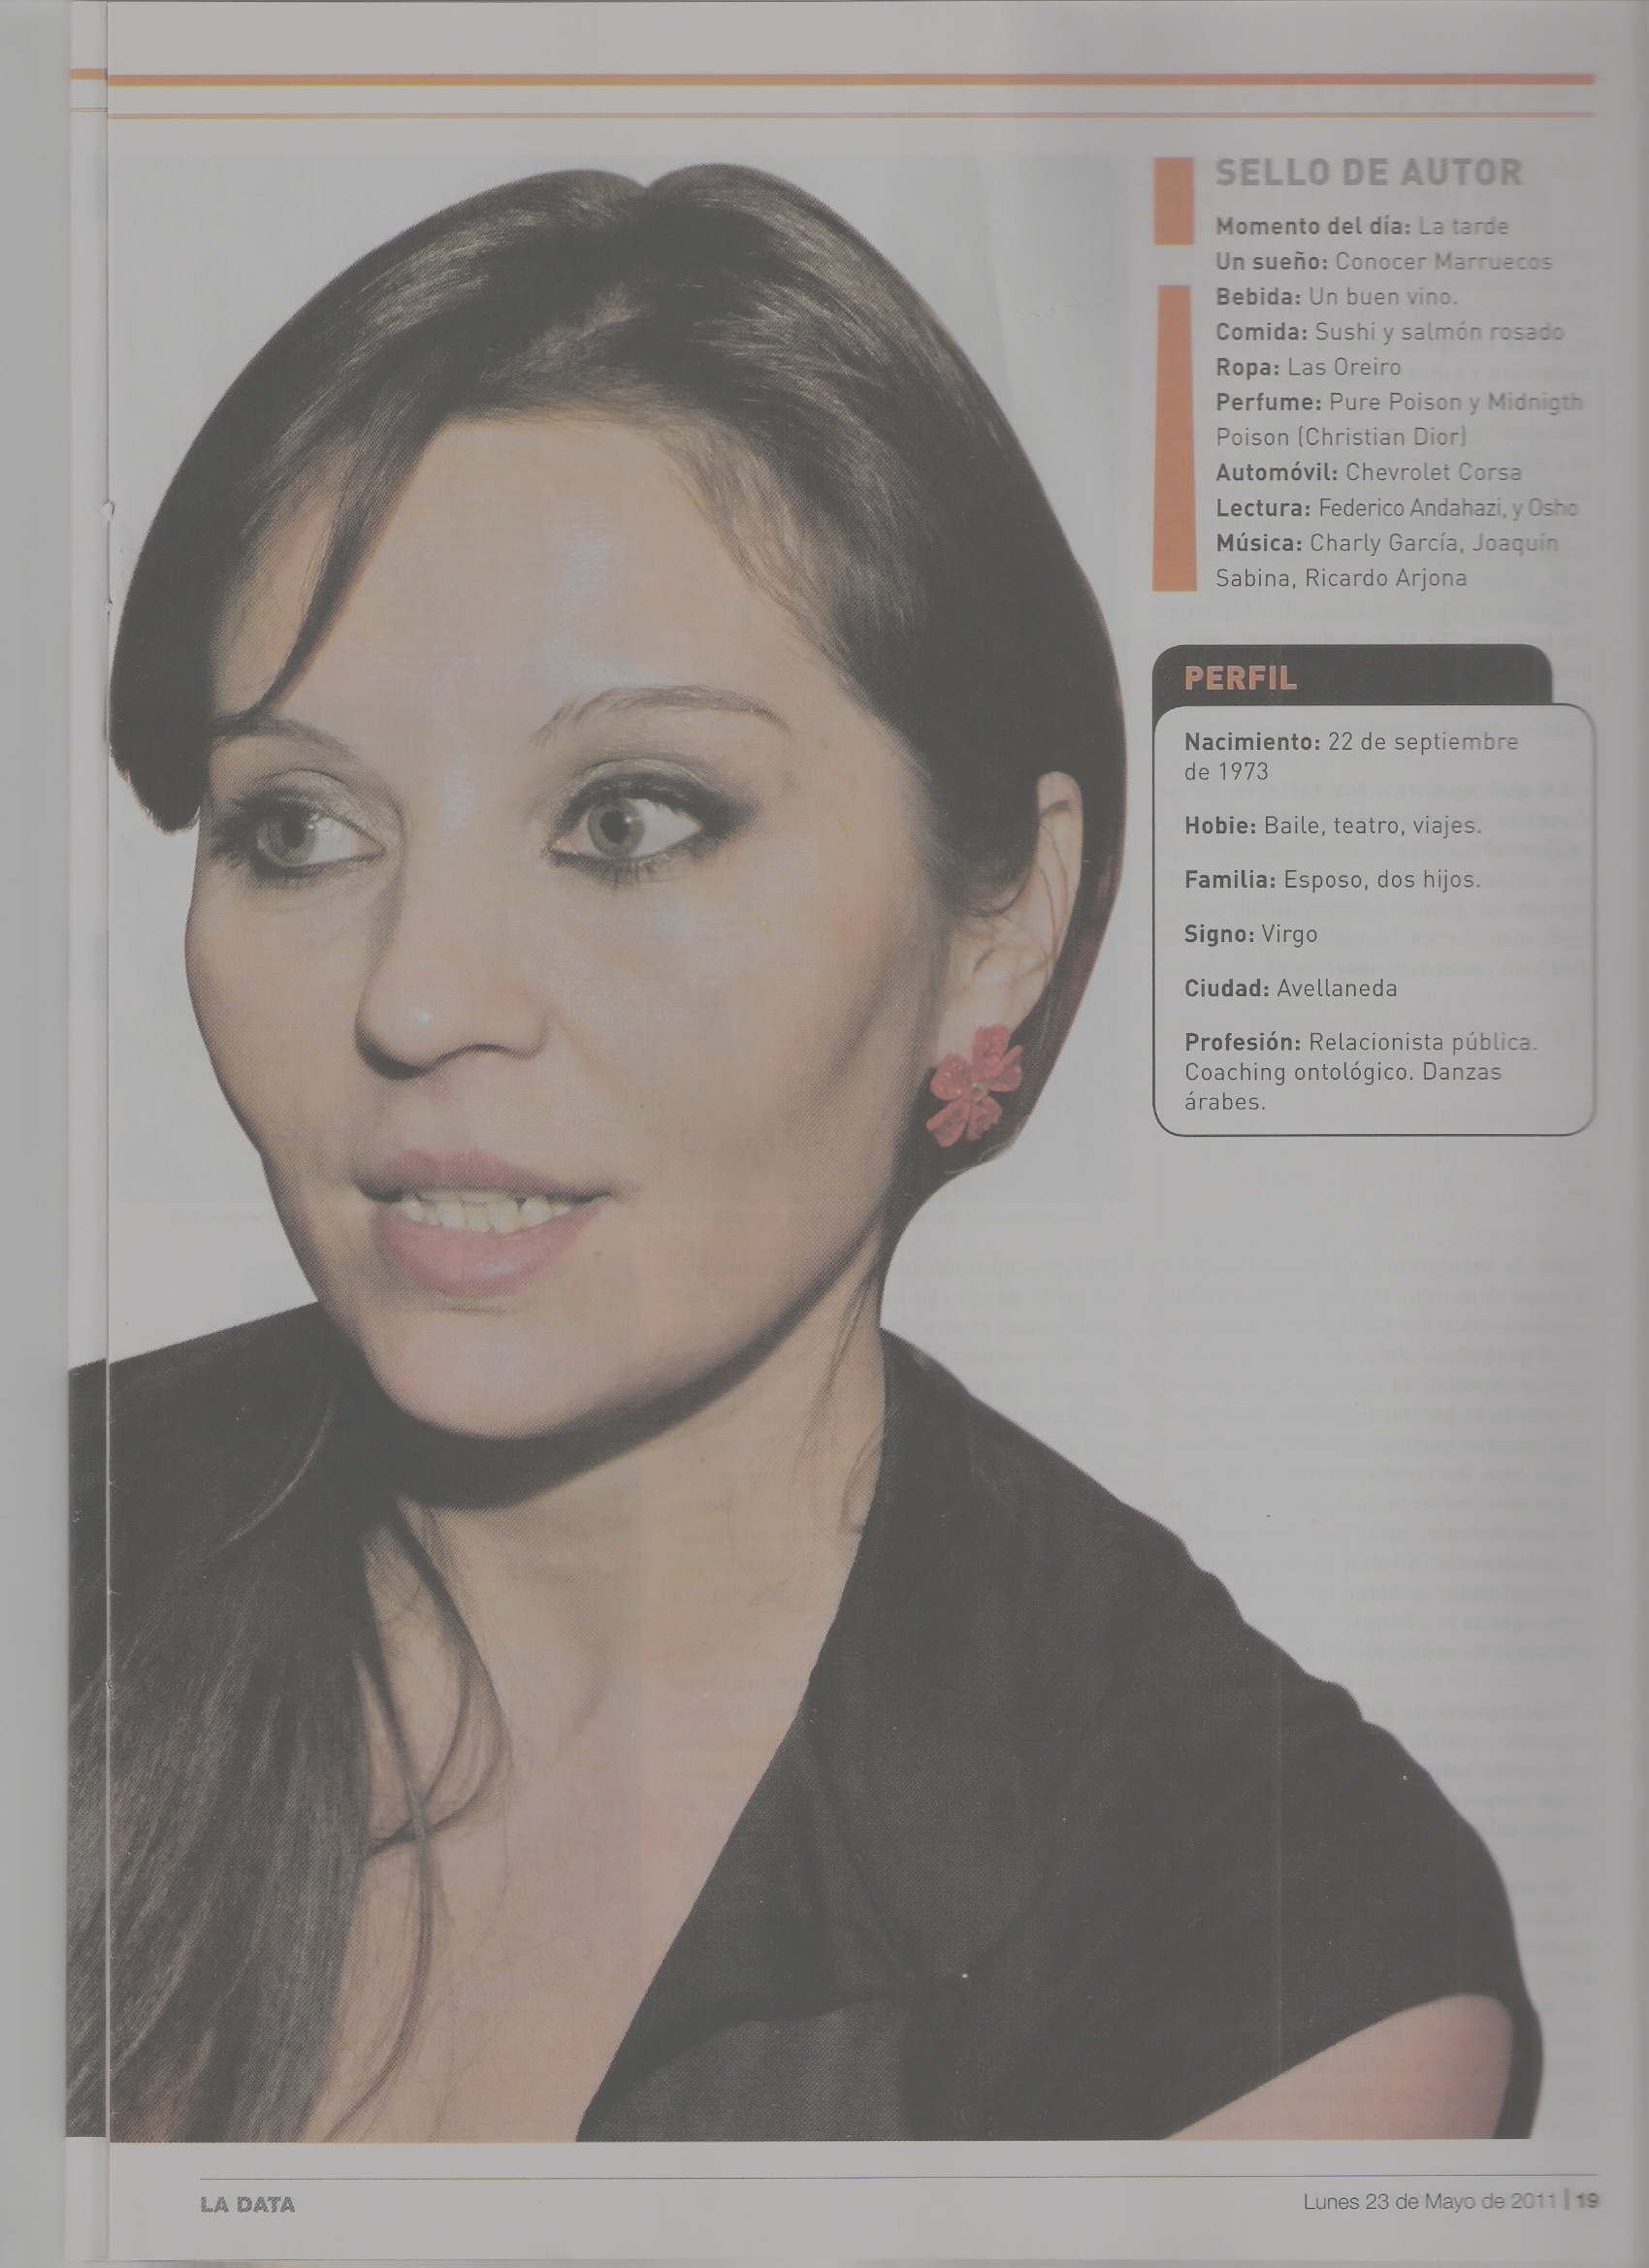 SELLO DE AUTOR
Momento del día: La tarde
Un sueño: Conocer Marruecos
Bebida: Un buen vino.
Comida: Sushi y salmón rosado
Ropa: Las Oreiro
Perfume: Pure Poison y Midnigth
Poison (Christian Dior)
Automóvil: Chevrolet Corsa
Lectura: Federico Andahazi, y Osho
Música: Charly García, Joaquín
Sabina, Ricardo Arjona
PERFIL
Nacimiento: 22 de septiembre
de 1973
Hobie: Baile, teatro, viajes.
Familia: Esposo, dos hijos.
Signo: Virgo
Ciudad: Avellaneda
Profesión: Relacionista pública.
Coaching ontológico. Danzas
árabes.
LA DATA
Lunes 23 de Mayo de 2011 | 19